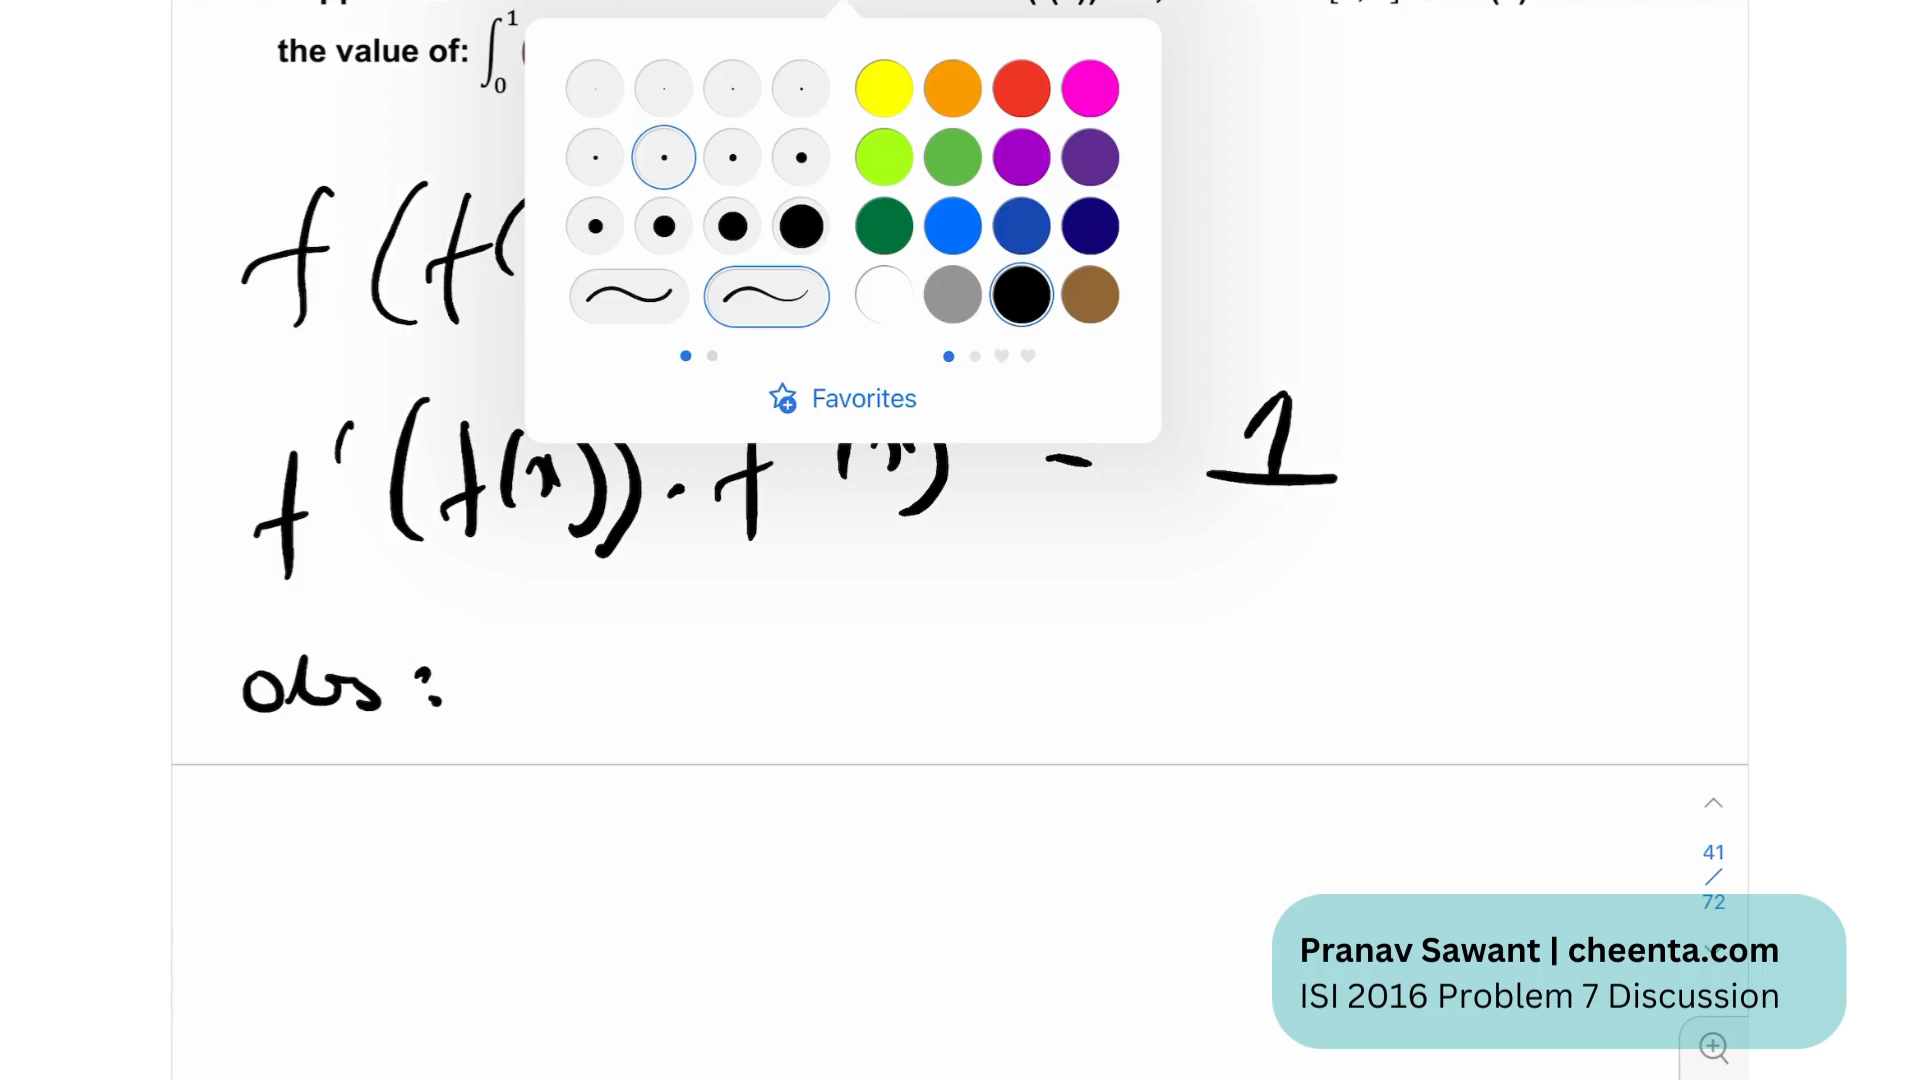 the value of: ∫₀¹ (
f(f(
Favorites
f'(f(x)).f'(x) = 1
obs :
41
/
72
Pranav Sawant | cheenta.com
ISI 2016 Problem 7 Discussion